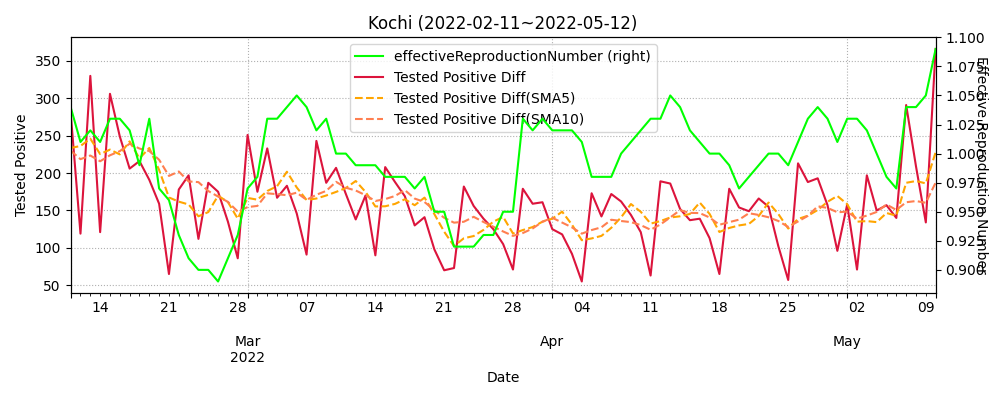 Kochi (2022-02-11~2022-05-12)
effectiveReproductionNumber (right)
Tested Positive Diff
Tested Positive Diff(SMA5)
Tested Positive Diff(SMA10)
Tested Positive
350
300
250
200
150
100
50
1.100
1.075
1.050
1.025
1.000
0.975
0.950
0.925
0.900
Effective Reproduction Number
14 21 28 07 14 21 28 04 11 18 25 02 09
Mar Apr May
2022
Date